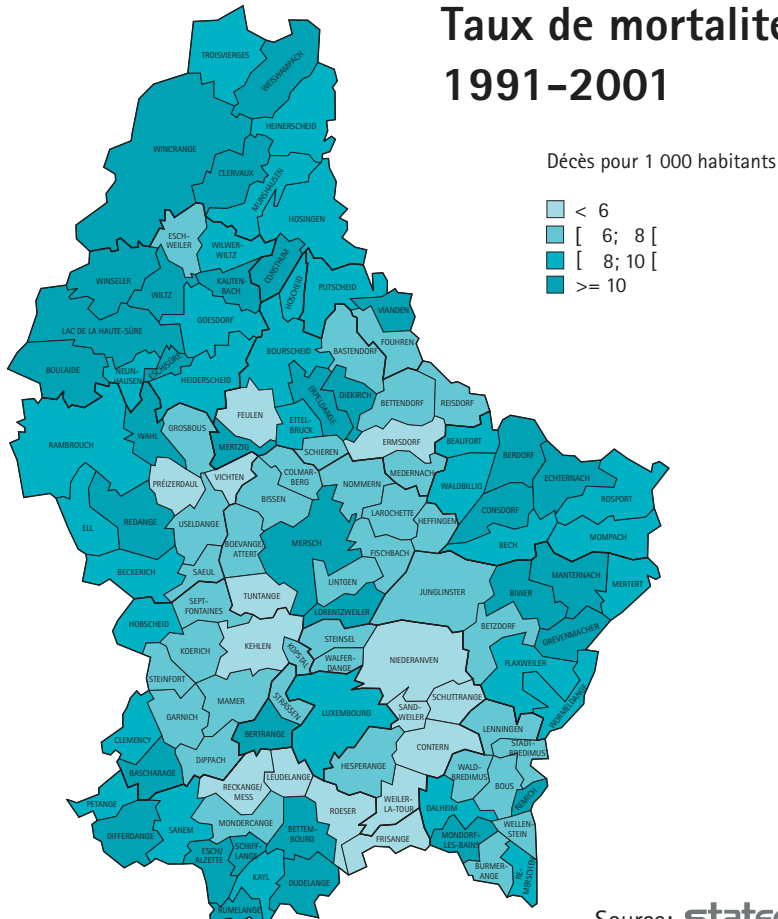 Taux de mortalité
1991-2001
Décès pour 1 000 habitants
< 6
[ 6; 8 [
[ 8; 10 [
>= 10
TROISVIERGES
WEISWAMPACH
HEINERSCHEID
WINCRANGE
CLERVAUX
MUNSHAUSEN
HOSINGEN
ESCH-
WEILER
WILWER-
WILTZ
CONSTHUM
WINSELER
WILTZ
KAUTEN-
BACH
HOSCHEID
PUTSCHEID
VIANDEN
GOESDORF
LAC DE LA HAUTE-SÛRE
FOUHREN
BOURSCHEID
BASTENDORF
BOULAIDE
NEUN-
HAUSEN
ESCH/SÛRE
HEIDERSCHEID
ERPELDANGE
DIEKIRCH
BETTENDORF
REISDORF
FEULEN
ETTEL-
BRUCK
GROSBOUS
WAHL
MERTZIG
RAMBROUCH
SCHIEREN
ERMSDORF
BEAUFORT
BERDORF
PRÉIZERDAUL
VICHTEN
BISSEN
COLMAR-
BERG
NOMMERN
MEDERNACH
WALDBILLIG
ECHTERNACH
ROSPORT
ELL
REDANGE
USELDANGE
BOEVANGE/
ATTERT
MERSCH
LAROCHETTE
HEFFINGEN
CONSDORF
BECH
MOMPACH
FISCHBACH
BECKERICH
SAEUL
LINTGEN
JUNGLINSTER
MANTERNACH
MERTERT
BIWER
TUNTANGE
SEPT-
FONTAINES
LORENTZWEILER
HOBSCHEID
BETZDORF
GREVENMACHER
STEINSEL
KOERICH
KEHLEN
KOPSTAL
WALFER-
DANGE
NIEDERANVEN
FLAXWEILER
STEINFORT
WORMELDANGE
MAMER
STRASSEN
SCHUTTRANGE
GARNICH
LUXEMBOURG
SAND-
WEILER
CLEMENCY
BERTRANGE
LENNINGEN
STADT-
BREDIMUS
CONTERN
DIPPACH
HESPERANGE
BASCHARAGE
WALD-
BREDIMUS
BOUS
LEUDELANGE
RECKANGE/
MESS
REMICH
PETANGE
ROESER
WEILER-
LA-TOUR
DALHEIM
SANEM
MONDERCANGE
WELLEN-
STEIN
DIFFERDANGE
BETTEM-
BOURG
FRISANGE
MONDORF-
LES-BAINS
ESCH/
ALZETTE
SCHIFF-
LANGE
BURMER-
ANGE
RE-
MERSCHEN
KAYL
DUDELANGE
RUMELANGE
Source: statec